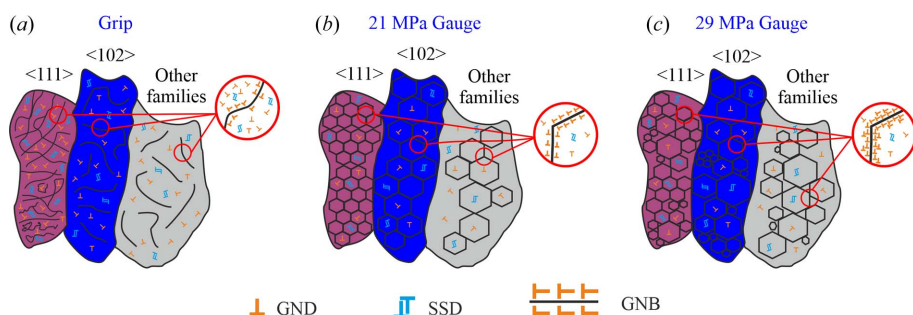 (a) Grip
<111>
<102>
Other
families
(b) 21 MPa Gauge
<111>
<102>
Other
families
(c) 29 MPa Gauge
<111>
<102>
Other
families
GND
SSD
GNB